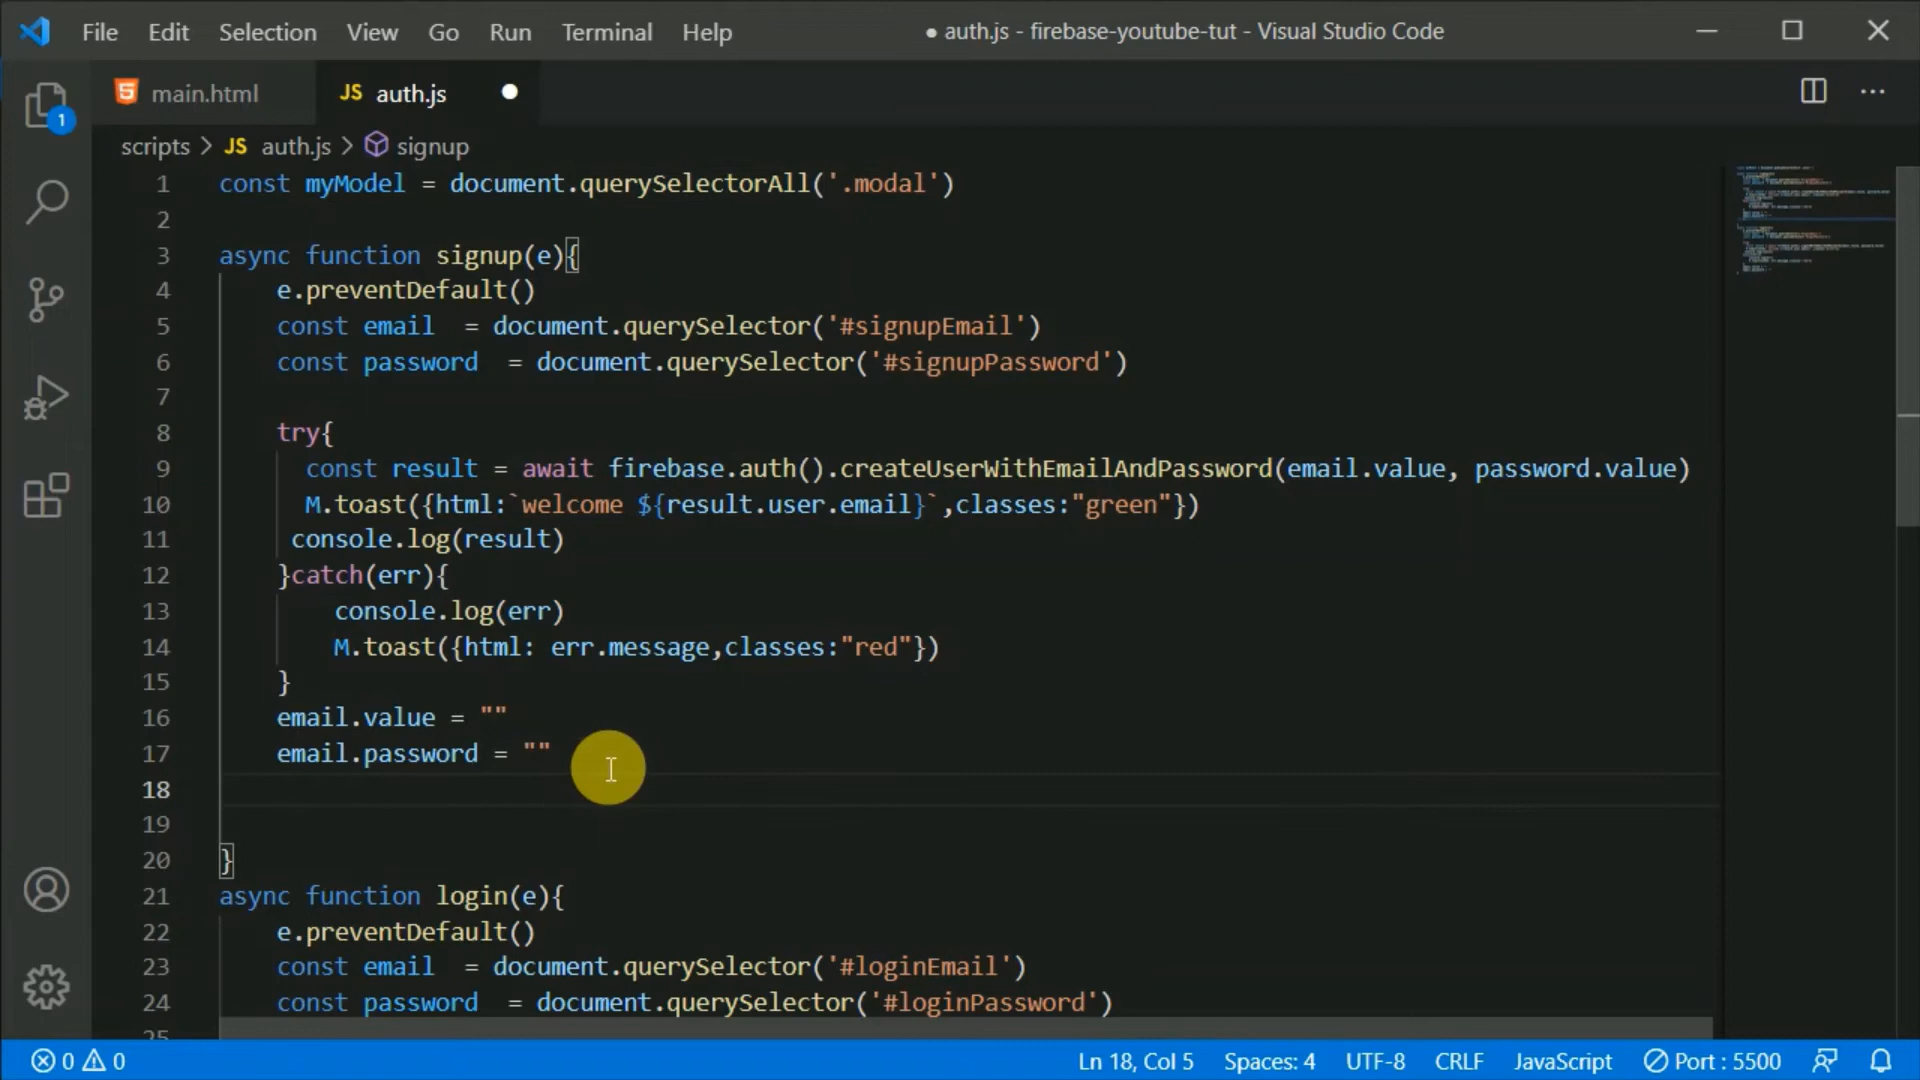 File Edit Selection View Go Run Terminal Help ● auth.js - firebase-youtube-tut - Visual Studio Code
main.html JS auth.js
1
scripts > JS auth.js > signup
1 const myModel = document.querySelectorAll('.modal')
2
3 async function signup(e){
4 e.preventDefault()
5 const email  = document.querySelector('#signupEmail')
6 const password  = document.querySelector('#signupPassword')
7
8 try{
9 const result = await firebase.auth().createUserWithEmailAndPassword(email.value, password.value)
10 M.toast({html:`welcome ${result.user.email}`,classes:"green"})
11 console.log(result)
12 }catch(err){
13 console.log(err)
14 M.toast({html: err.message,classes:"red"})
15 }
16 email.value = ""
17 email.password = ""
18
19
20 }
21 async function login(e){
22 e.preventDefault()
23 const email  = document.querySelector('#loginEmail')
24 const password  = document.querySelector('#loginPassword')
25
0 0 Ln 18, Col 5 Spaces: 4 UTF-8 CRLF JavaScript Port : 5500